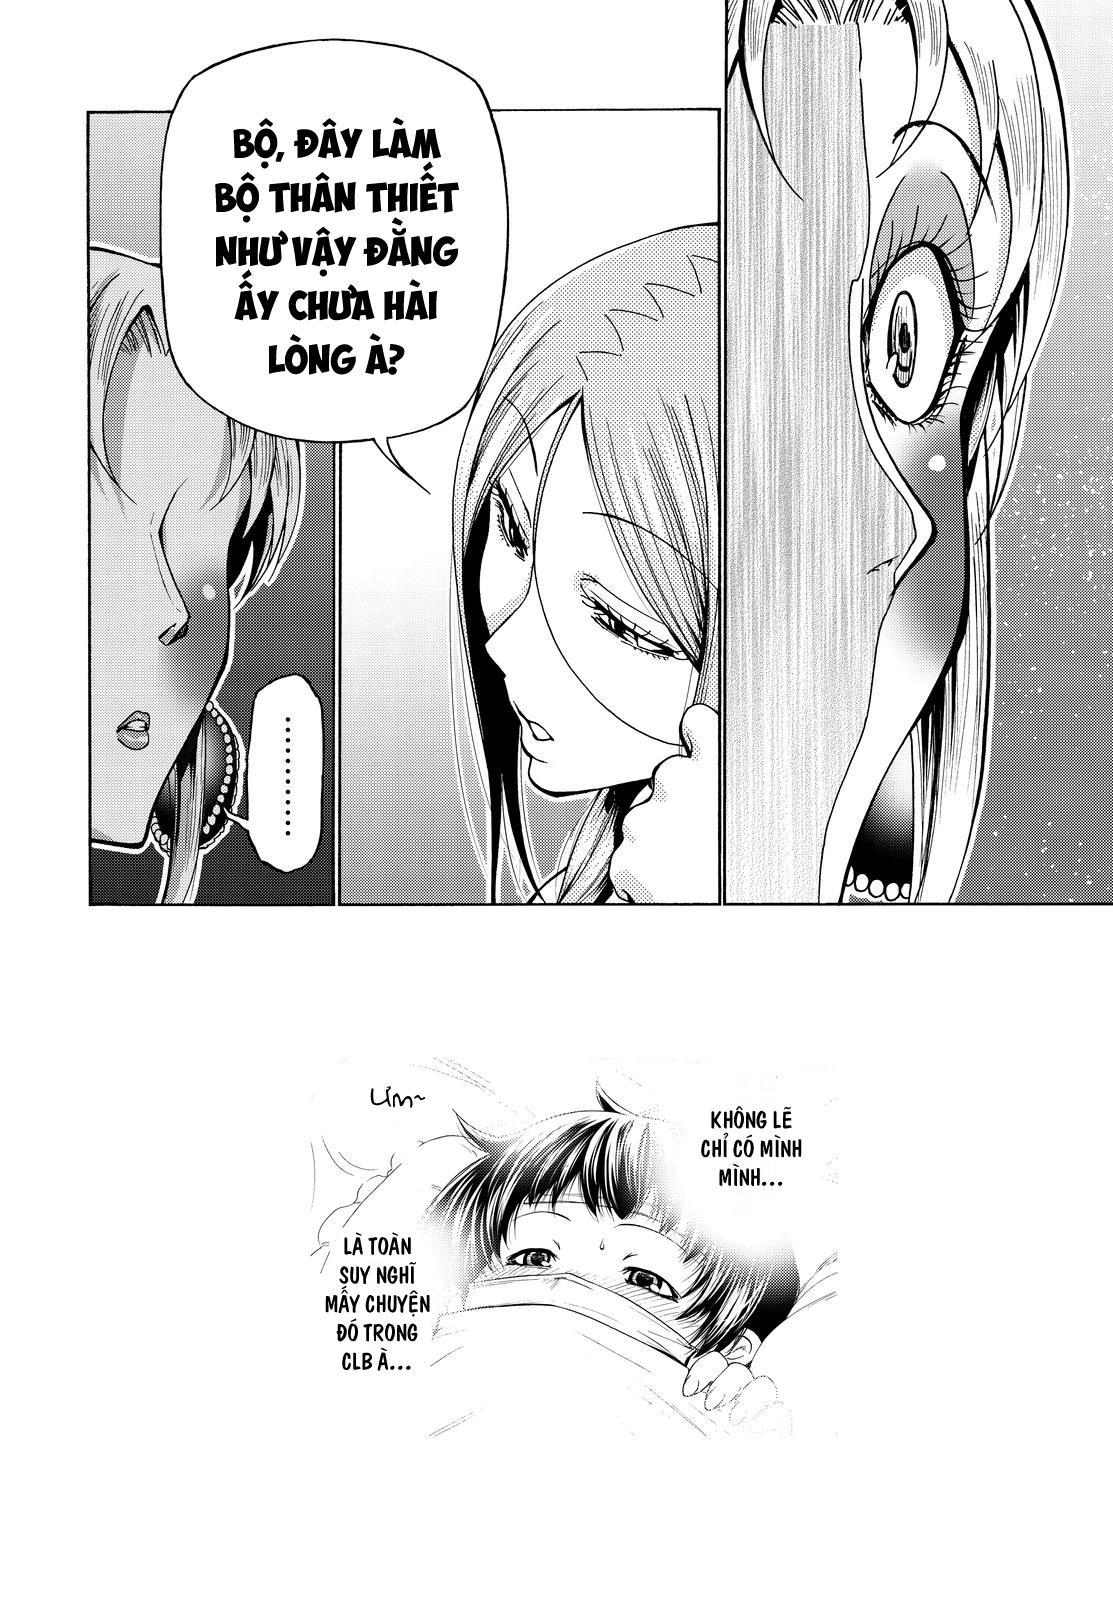 BỘ, ĐÂY LÀM
BỘ THÂN THIẾT
NHƯ VẬY ĐẰNG
ẤY CHƯA HÀI
LÒNG À?
.........
Ưm~
KHÔNG LẼ
CHỈ CÓ MÌNH
MÌNH...
LÀ TOÀN
SUY NGHĨ
MẤY CHUYỆN
ĐÓ TRONG
CLB À...